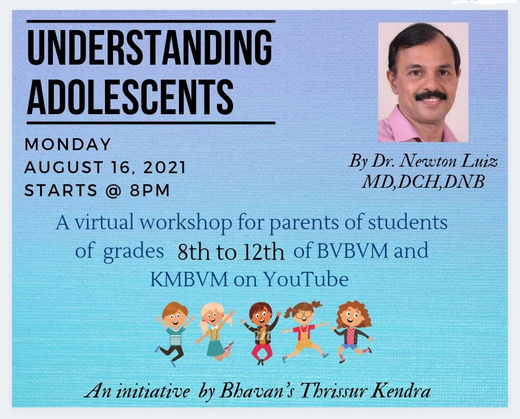 UNDERSTANDING
ADOLESCENTS
MONDAY
AUGUST 16, 2021
STARTS @ 8PM
By Dr. Newton Luiz
MD,DCH,DNB
A virtual workshop for parents of students
of grades 8th to 12th of BVBVM and
KMBVM on YouTube
An initiative by Bhavan's Thrissur Kendra